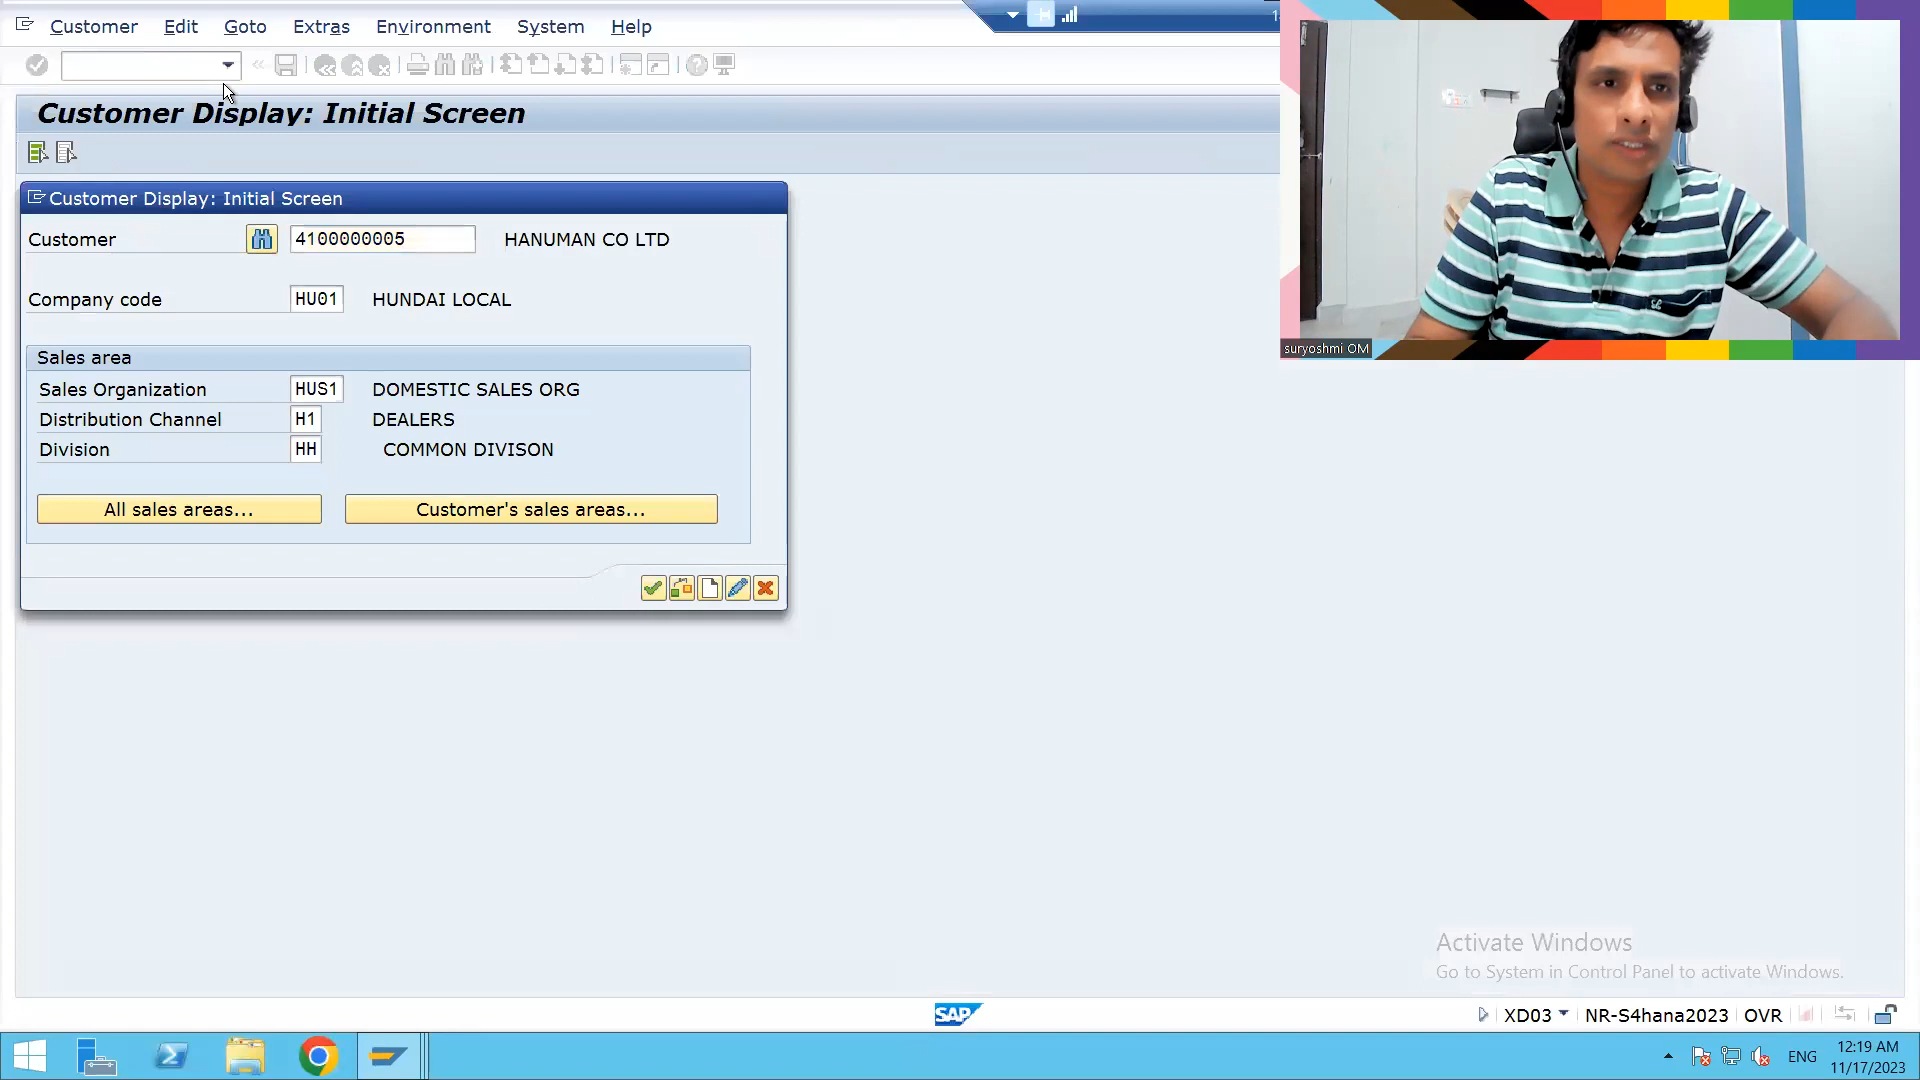 Customer Edit Goto Extras Environment System Help
Customer Display: Initial Screen
Customer Display: Initial Screen
Customer 4100000005 HANUMAN CO LTD
Company code HU01 HUNDAI LOCAL
Sales area
Sales Organization HUS1 DOMESTIC SALES ORG
Distribution Channel H1 DEALERS
Division HH COMMON DIVISON
All sales areas... Customer's sales areas...
suryoshmi OM
Activate Windows
Go to System in Control Panel to activate Windows.
SAP XD03 NR-S4hana2023 OVR
ENG 12:19 AM
11/17/2023